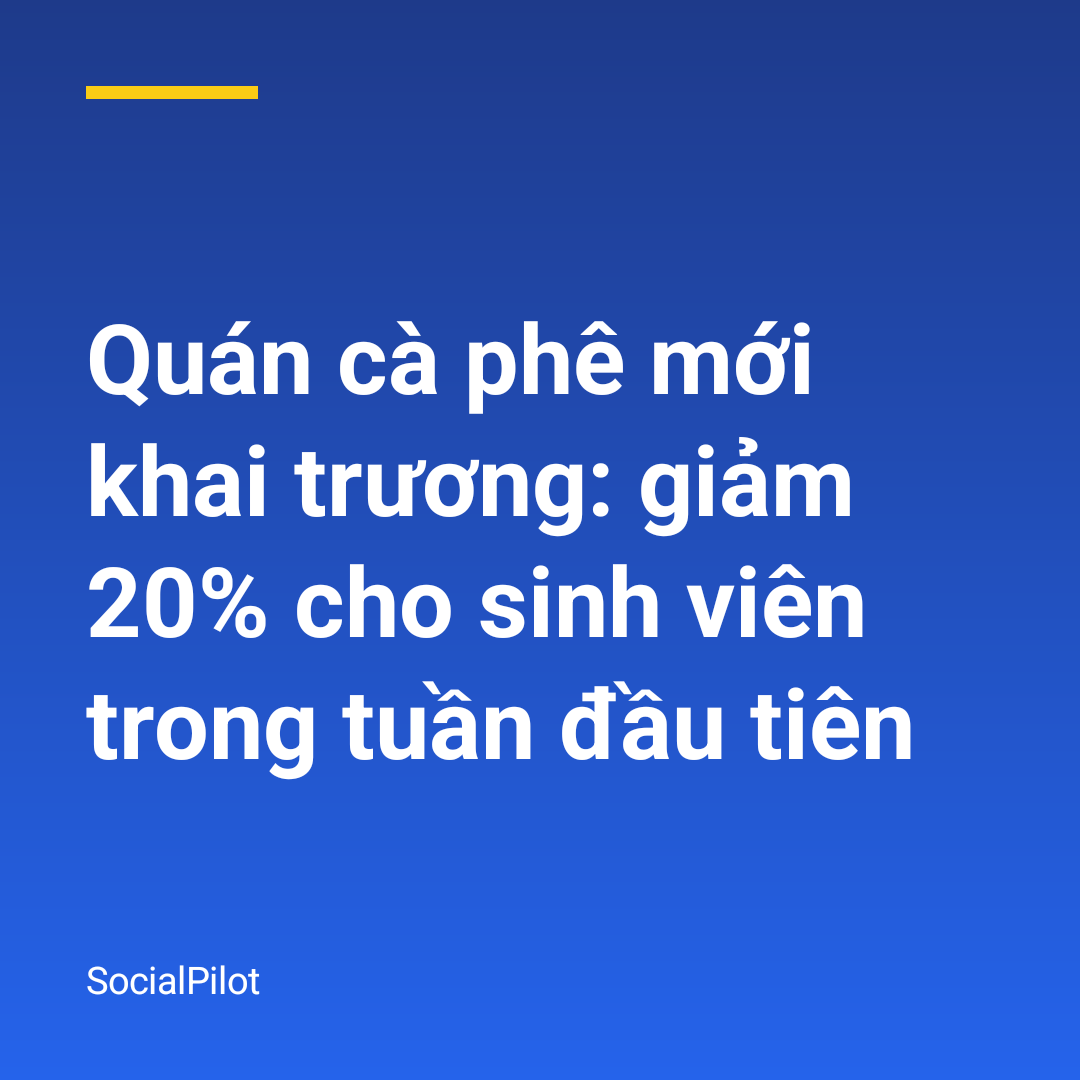 Quán cà phê mới
khai trương: giảm
20% cho sinh viên
trong tuần đầu tiên
SocialPilot